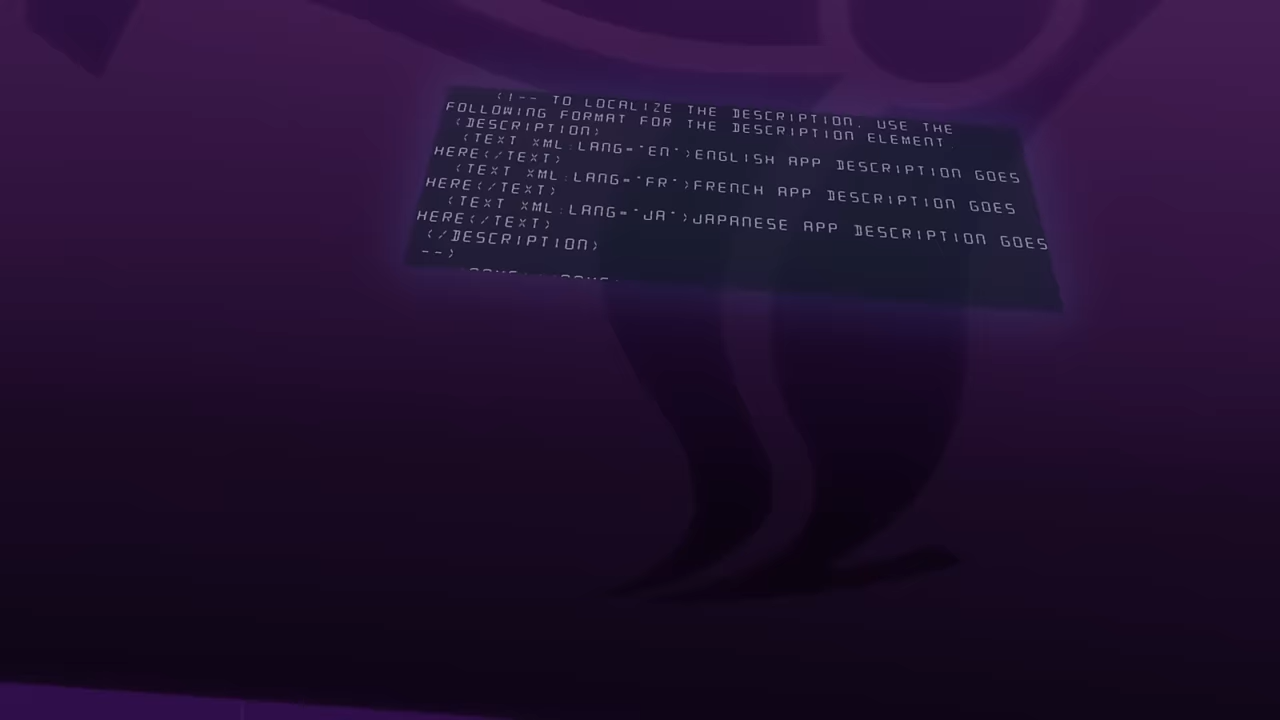 <!-- TO LOCALIZE THE DESCRIPTION, USE THE
FOLLOWING FORMAT FOR THE DESCRIPTION ELEMENT.
<DESCRIPTION>
<TEXT XML:LANG="EN">ENGLISH APP DESCRIPTION GOES
HERE</TEXT>
<TEXT XML:LANG="FR">FRENCH APP DESCRIPTION GOES
HERE</TEXT>
<TEXT XML:LANG="JA">JAPANESE APP DESCRIPTION GOES
HERE</TEXT>
</DESCRIPTION>
-->